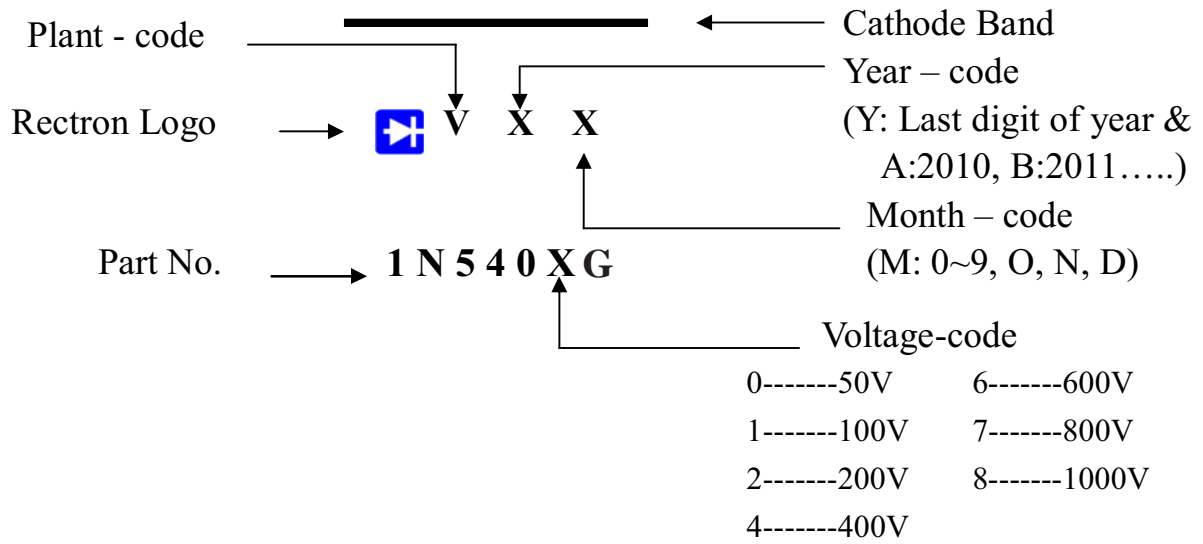 Plant - code
Cathode Band
Year – code
(Y: Last digit of year &
A:2010, B:2011…..)
Rectron Logo
V X X
Month – code
(M: 0~9, O, N, D)
Part No.
1 N 5 4 0 X G
Voltage-code
0-------50V 6-------600V
1-------100V 7-------800V
2-------200V 8-------1000V
4-------400V